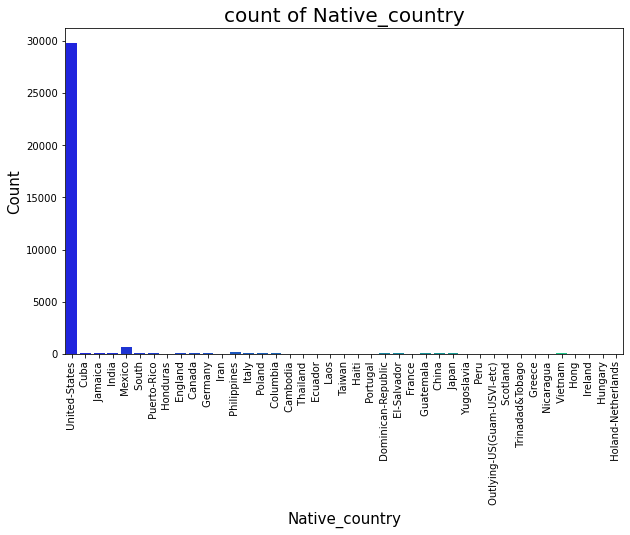 count of Native_country
30000
25000
20000
15000
10000
5000
0
Count
United-States
Cuba
Jamaica
India
Mexico
South
Puerto-Rico
Honduras
England
Canada
Germany
Iran
Philippines
Italy
Poland
Columbia
Cambodia
Thailand
Ecuador
Laos
Taiwan
Haiti
Portugal
Dominican-Republic
El-Salvador
France
Guatemala
China
Japan
Yugoslavia
Peru
Outlying-US(Guam-USVI-etc)
Scotland
Trinadad&Tobago
Greece
Nicaragua
Vietnam
Hong
Ireland
Hungary
Holand-Netherlands
Native_country